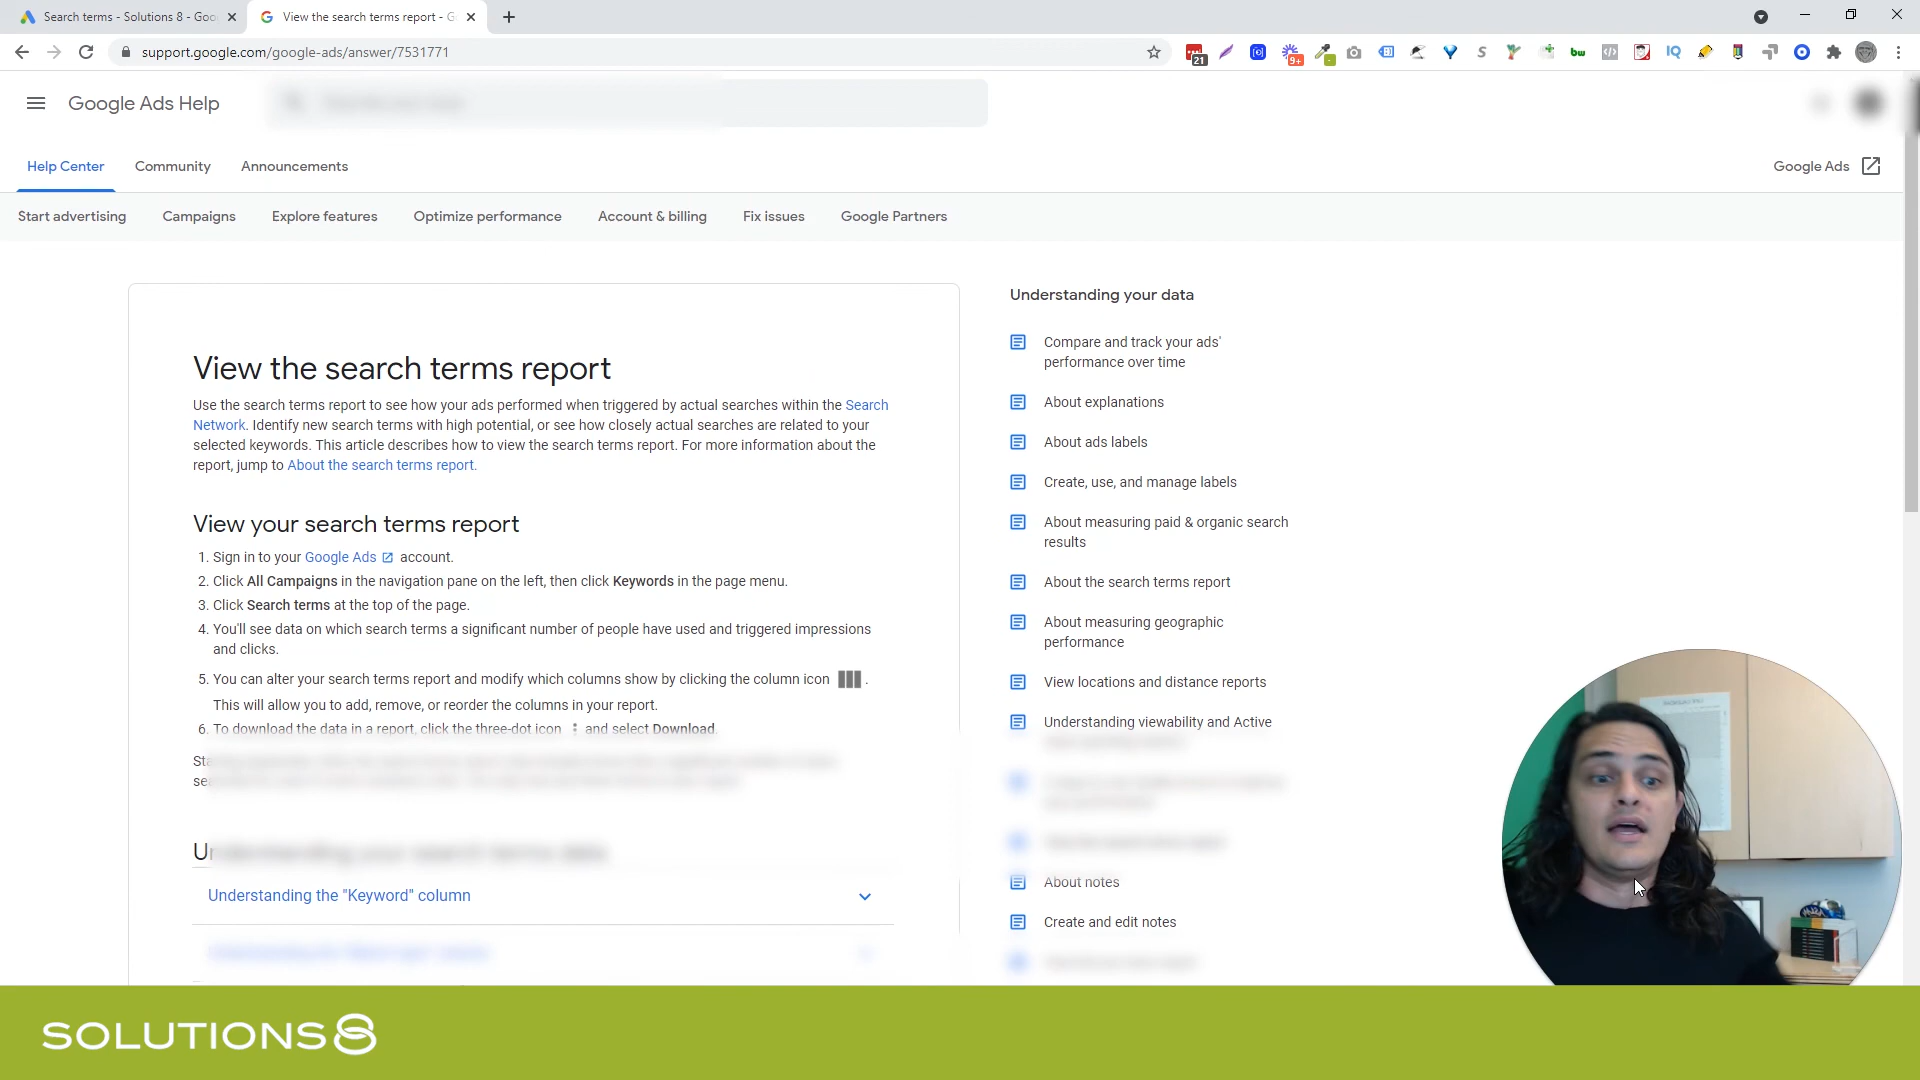 Search terms - Solutions 8 - Goo
View the search terms report - G
support.google.com/google-ads/answer/7531771
21
9+
bw
IQ
Google Ads Help
Help Center
Community
Announcements
Google Ads
Start advertising
Campaigns
Explore features
Optimize performance
Account & billing
Fix issues
Google Partners
View the search terms report
Use the search terms report to see how your ads performed when triggered by actual searches within the Search
Network. Identify new search terms with high potential, or see how closely actual searches are related to your
selected keywords. This article describes how to view the search terms report. For more information about the
report, jump to About the search terms report.
View your search terms report
1. Sign in to your Google Ads account.
2. Click All Campaigns in the navigation pane on the left, then click Keywords in the page menu.
3. Click Search terms at the top of the page.
4. You'll see data on which search terms a significant number of people have used and triggered impressions
and clicks.
5. You can alter your search terms report and modify which columns show by clicking the column icon .
This will allow you to add, remove, or reorder the columns in your report.
6. To download the data in a report, click the three-dot icon and select Download.
Understanding the "Keyword" column
Understanding your data
Compare and track your ads'
performance over time
About explanations
About ads labels
Create, use, and manage labels
About measuring paid & organic search
results
About the search terms report
About measuring geographic
performance
View locations and distance reports
Understanding viewability and Active
About notes
Create and edit notes
SOLUTIONS 8